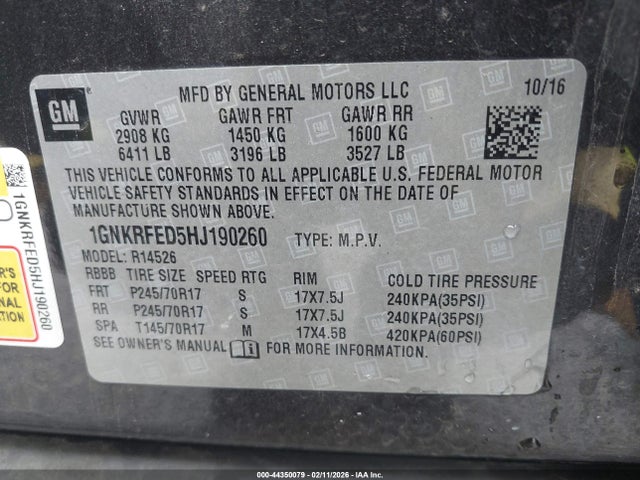 GM
MFD BY GENERAL MOTORS LLC 10/16
GVWR GAWR FRT GAWR RR
2908 KG 1450 KG 1600 KG
6411 LB 3196 LB 3527 LB
THIS VEHICLE CONFORMS TO ALL APPLICABLE U.S. FEDERAL MOTOR
VEHICLE SAFETY STANDARDS IN EFFECT ON THE DATE OF
MANUFACTURE SHOWN ABOVE.
1GNKRFED5HJ190260 TYPE: M.P.V.
MODEL: R14526
RBBB TIRE SIZE SPEED RTG RIM COLD TIRE PRESSURE
FRT P245/70R17 S 17X7.5J 240KPA(35PSI)
RR P245/70R17 S 17X7.5J 240KPA(35PSI)
SPA T145/70R17 M 17X4.5B 420KPA(60PSI)
SEE OWNER'S MANUAL FOR MORE INFORMATION.
1GNKRFED5HJ190260
ER'S
FOR
NAL
ATION
000-44350079 - 02/11/2026 - IAA Inc.